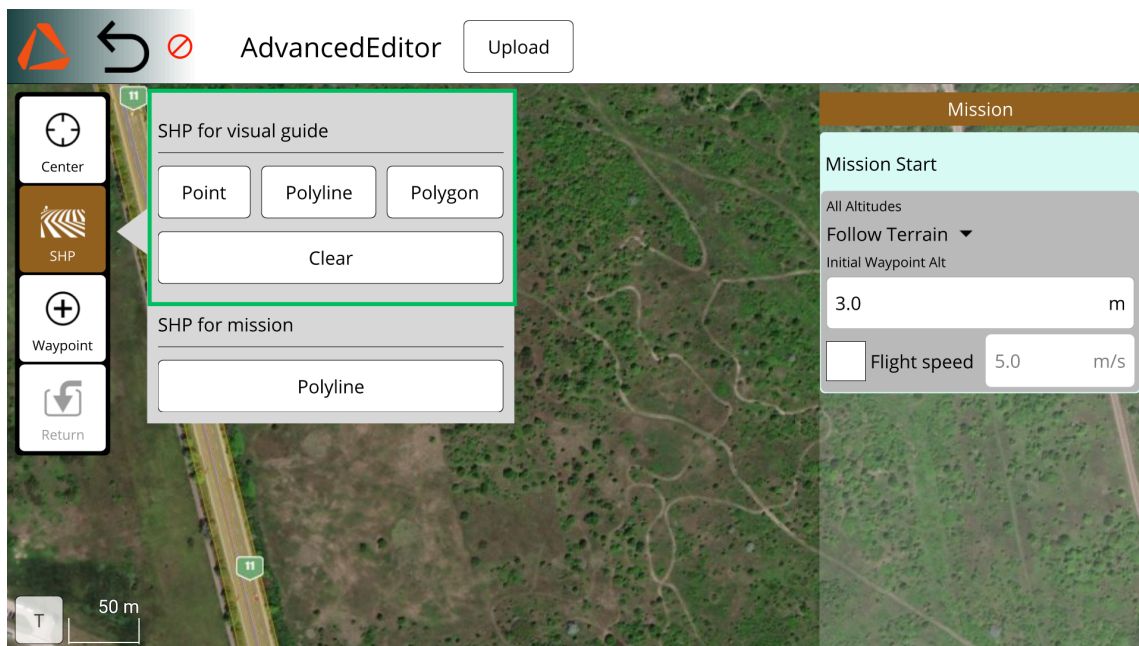 AdvancedEditor
Upload
Center
SHP
Waypoint
Return
11
SHP for visual guide
Point Polyline Polygon
Clear
SHP for mission
Polyline
Mission
Mission Start
All Altitudes
Follow Terrain
Initial Waypoint Alt
3.0 m
Flight speed 5.0 m/s
11
T 50 m